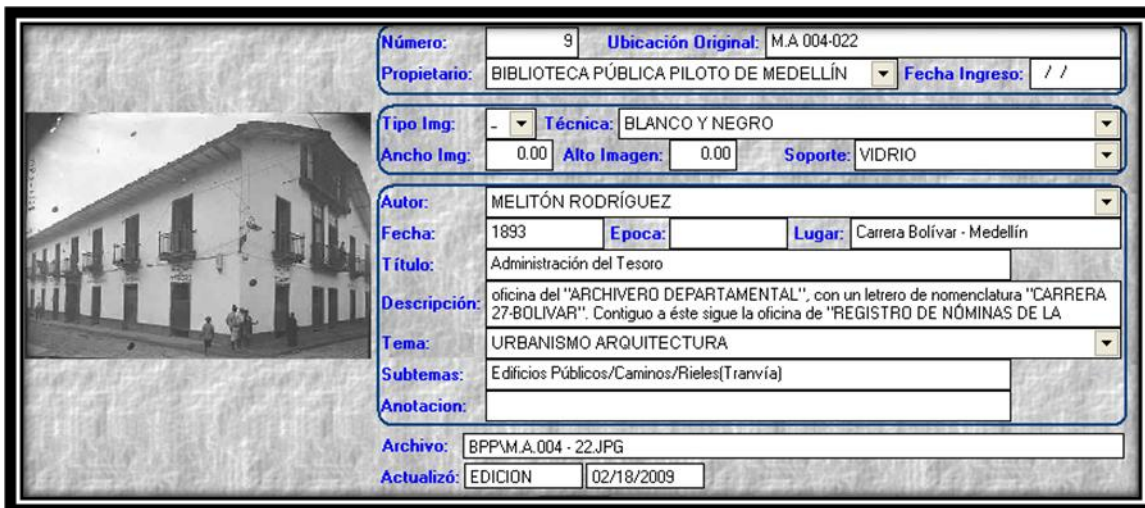 Número: 9 Ubicación Original: M.A 004-022
Propietario: BIBLIOTECA PÚBLICA PILOTO DE MEDELLÍN Fecha Ingreso: / /
Tipo Img: - Técnica: BLANCO Y NEGRO
Ancho Img: 0.00 Alto Imagen: 0.00 Soporte: VIDRIO
Autor: MELITÓN RODRÍGUEZ
Fecha: 1893 Epoca: Lugar: Carrera Bolívar - Medellín
Título: Administración del Tesoro
Descripción: oficina del "ARCHIVERO DEPARTAMENTAL", con un letrero de nomenclatura "CARRERA
27-BOLIVAR". Contiguo a éste sigue la oficina de "REGISTRO DE NÓMINAS DE LA
Tema: URBANISMO ARQUITECTURA
Subtemas: Edificios Públicos/Caminos/Rieles(Tranvía)
Anotacion:
Archivo: BPP\M.A.004 - 22.JPG
Actualizó: EDICION 02/18/2009